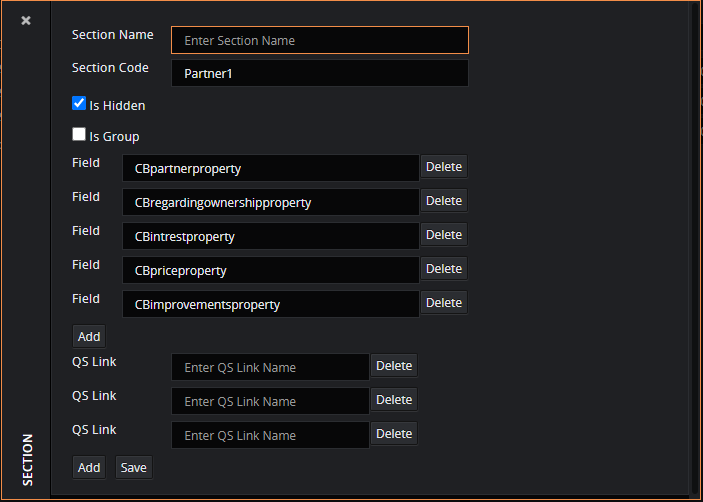 Section Name Enter Section Name
Section Code Partner1
Is Hidden
Is Group
Field CBpartnerproperty Delete
Field CBregardingownershipproperty Delete
Field CBintrestproperty Delete
Field CBpriceproperty Delete
Field CBimprovementsproperty Delete
Add
QS Link Enter QS Link Name Delete
QS Link Enter QS Link Name Delete
QS Link Enter QS Link Name Delete
Add Save
SECTION